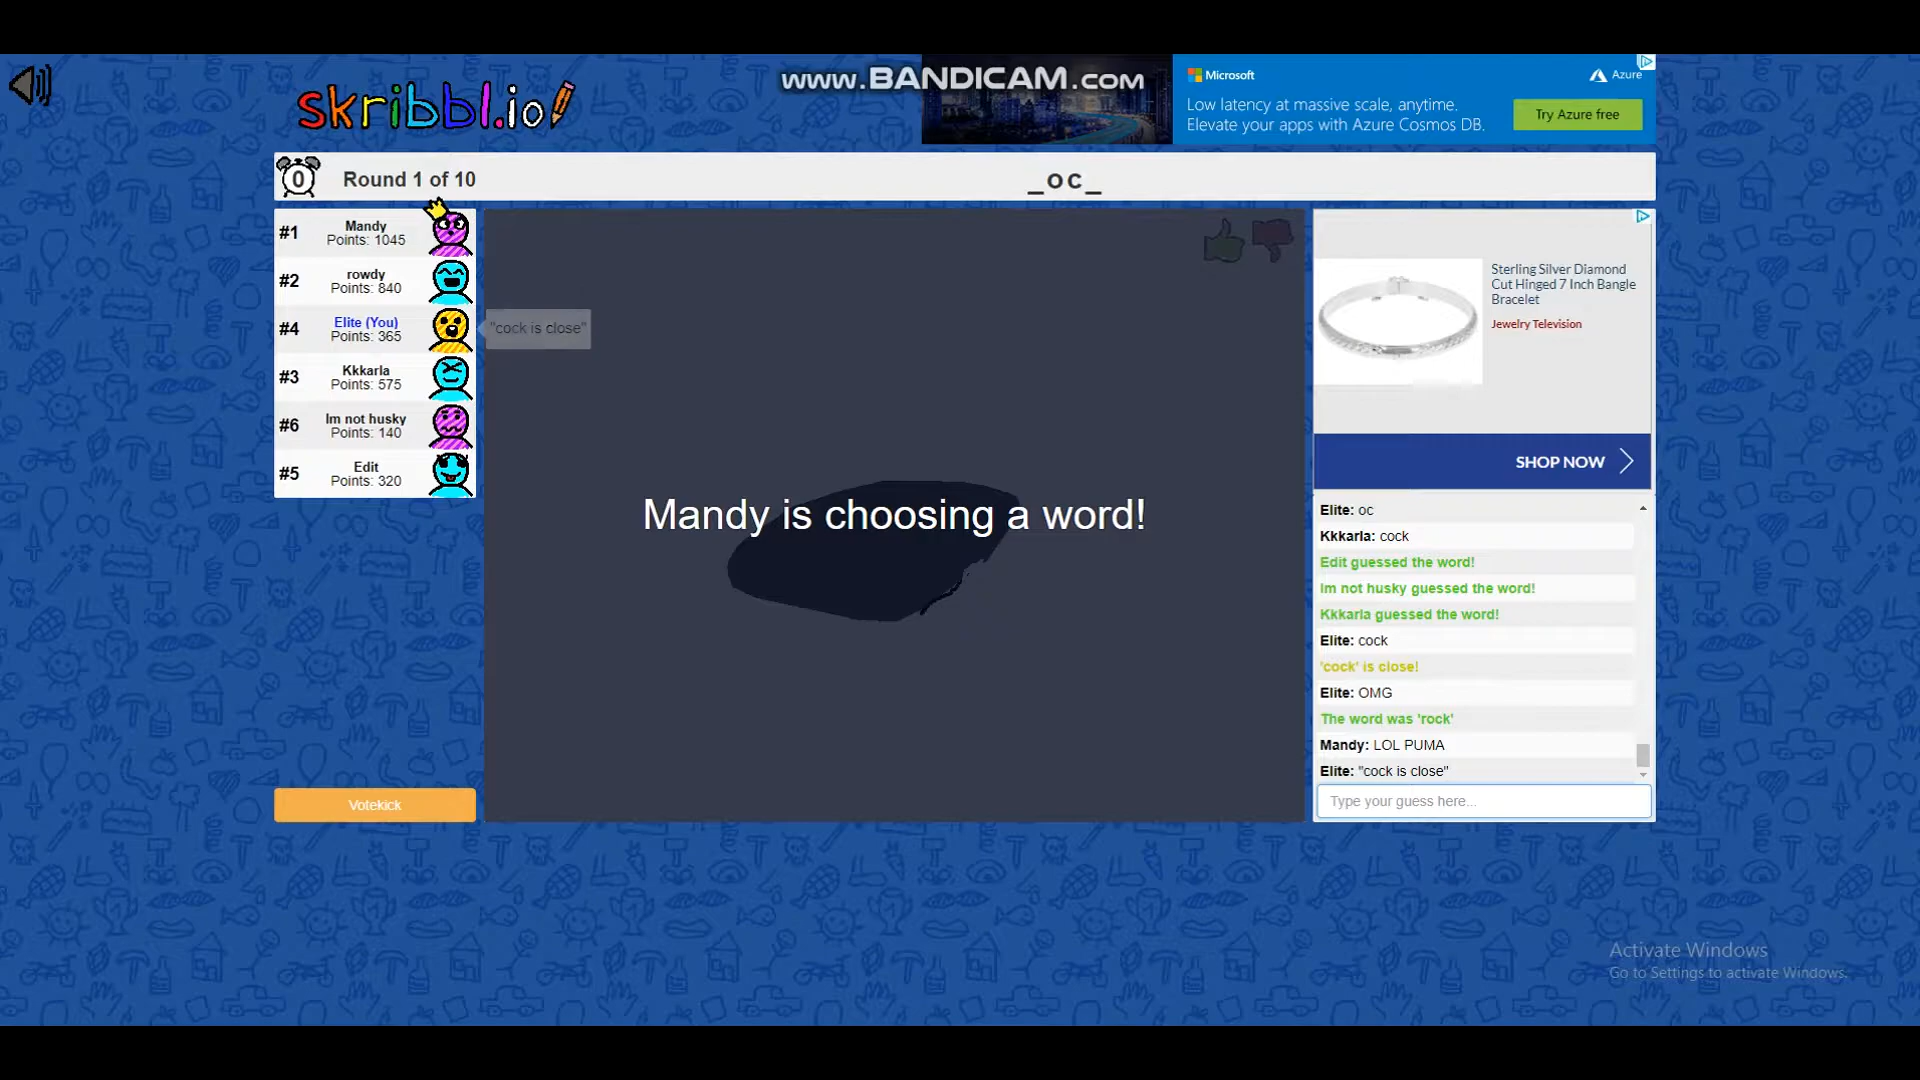 www.BANDICAM.com
skribbl.io
Microsoft
Azure
Low latency at massive scale, anytime.
Elevate your apps with Azure Cosmos DB.
Try Azure free
0
Round 1 of 10
_oc_
#1
Mandy
Points: 1045
#2
rowdy
Points: 840
#4
Elite (You)
Points: 365
"cock is close"
#3
Kkkarla
Points: 575
#6
Im not husky
Points: 140
#5
Edit
Points: 320
Votekick
Mandy is choosing a word!
Sterling Silver Diamond
Cut Hinged 7 Inch Bangle
Bracelet
Jewelry Television
SHOP NOW
Elite: oc
Kkkarla: cock
Edit guessed the word!
Im not husky guessed the word!
Kkkarla guessed the word!
Elite: cock
'cock' is close!
Elite: OMG
The word was 'rock'
Mandy: LOL PUMA
Elite: "cock is close"
Type your guess here...
Activate Windows
Go to Settings to activate Windows.